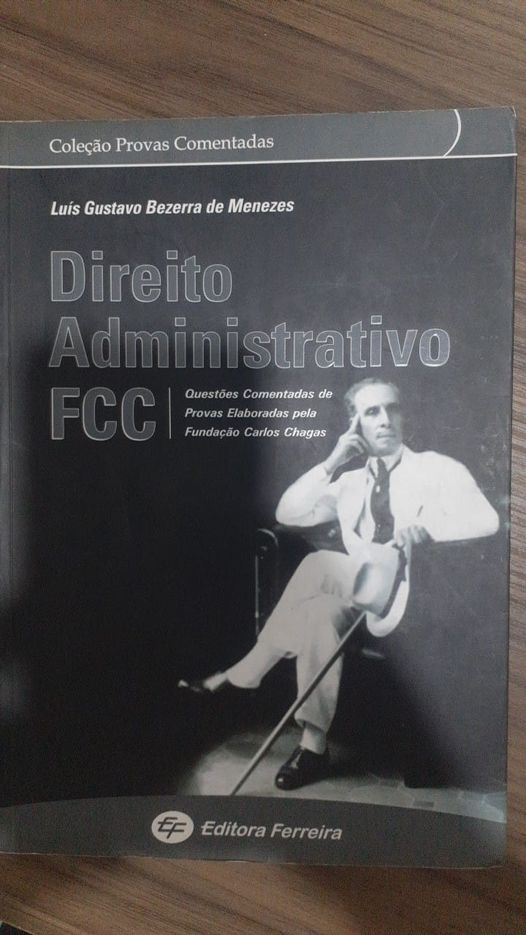 Coleção Provas Comentadas
Luís Gustavo Bezerra de Menezes
Direito
Administrativo
FCC
Questões Comentadas de
Provas Elaboradas pela
Fundação Carlos Chagas
EF Editora Ferreira